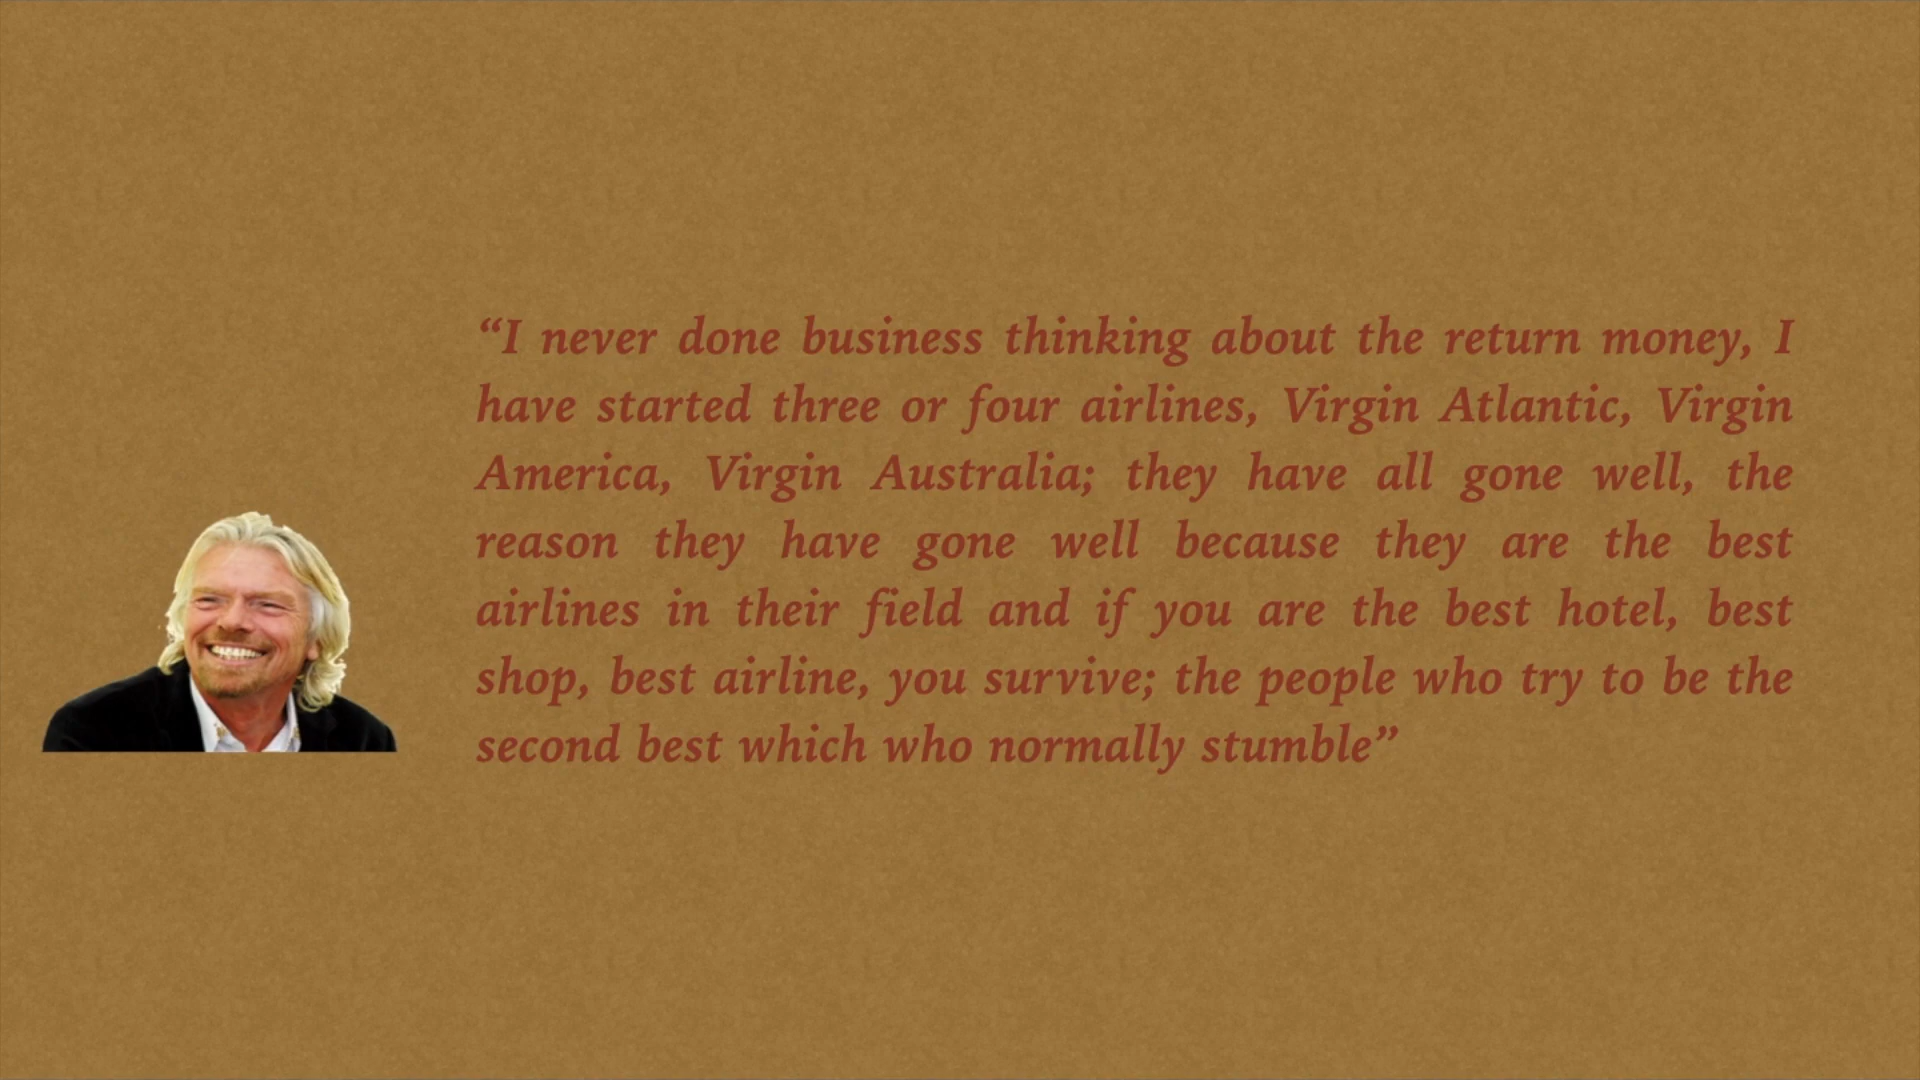 “I never done business thinking about the return money, I
have started three or four airlines, Virgin Atlantic, Virgin
America, Virgin Australia; they have all gone well, the
reason they have gone well because they are the best
airlines in their field and if you are the best hotel, best
shop, best airline, you survive; the people who try to be the
second best which who normally stumble”